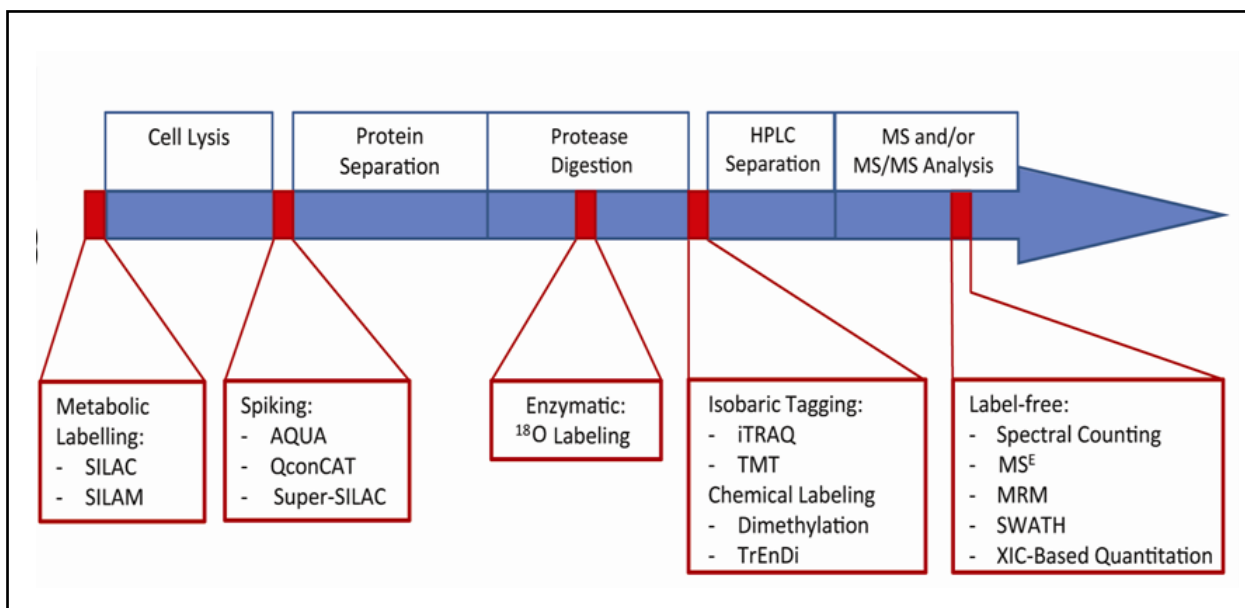 Cell Lysis
Protein
Separation
Protease
Digestion
HPLC
Separation
MS and/or
MS/MS Analysis
Metabolic
Labelling:
- SILAC
- SILAM
Spiking:
- AQUA
- QconCAT
- Super-SILAC
Enzymatic:
¹⁸O Labeling
Isobaric Tagging:
- iTRAQ
- TMT
Chemical Labeling
- Dimethylation
- TrEnDi
Label-free:
- Spectral Counting
- MSᴱ
- MRM
- SWATH
- XIC-Based Quantitation